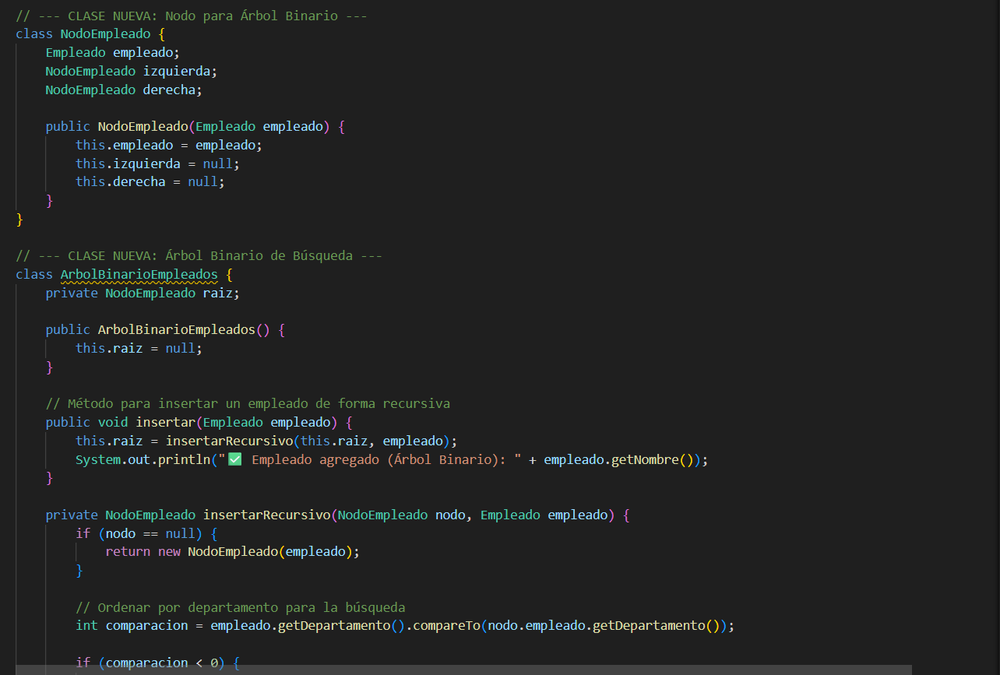 // --- CLASE NUEVA: Nodo para Árbol Binario ---
class NodoEmpleado {
    Empleado empleado;
    NodoEmpleado izquierda;
    NodoEmpleado derecha;

    public NodoEmpleado(Empleado empleado) {
        this.empleado = empleado;
        this.izquierda = null;
        this.derecha = null;
    }
}

// --- CLASE NUEVA: Árbol Binario de Búsqueda ---
class ArbolBinarioEmpleados {
    private NodoEmpleado raiz;

    public ArbolBinarioEmpleados() {
        this.raiz = null;
    }

    // Método para insertar un empleado de forma recursiva
    public void insertar(Empleado empleado) {
        this.raiz = insertarRecursivo(this.raiz, empleado);
        System.out.println("✅ Empleado agregado (Árbol Binario): " + empleado.getNombre());
    }

    private NodoEmpleado insertarRecursivo(NodoEmpleado nodo, Empleado empleado) {
        if (nodo == null) {
            return new NodoEmpleado(empleado);
        }

        // Ordenar por departamento para la búsqueda
        int comparacion = empleado.getDepartamento().compareTo(nodo.empleado.getDepartamento());

        if (comparacion < 0) {